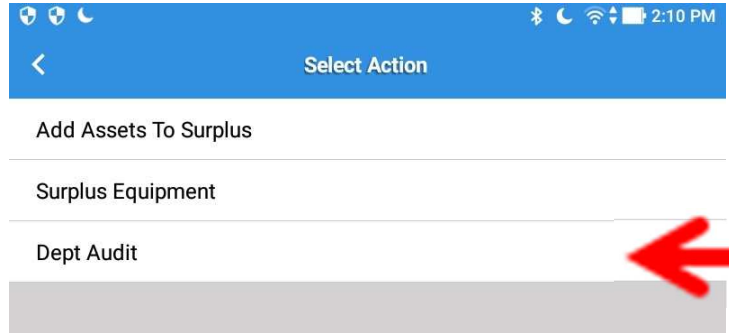 2:10 PM
Select Action
Add Assets To Surplus
Surplus Equipment
Dept Audit